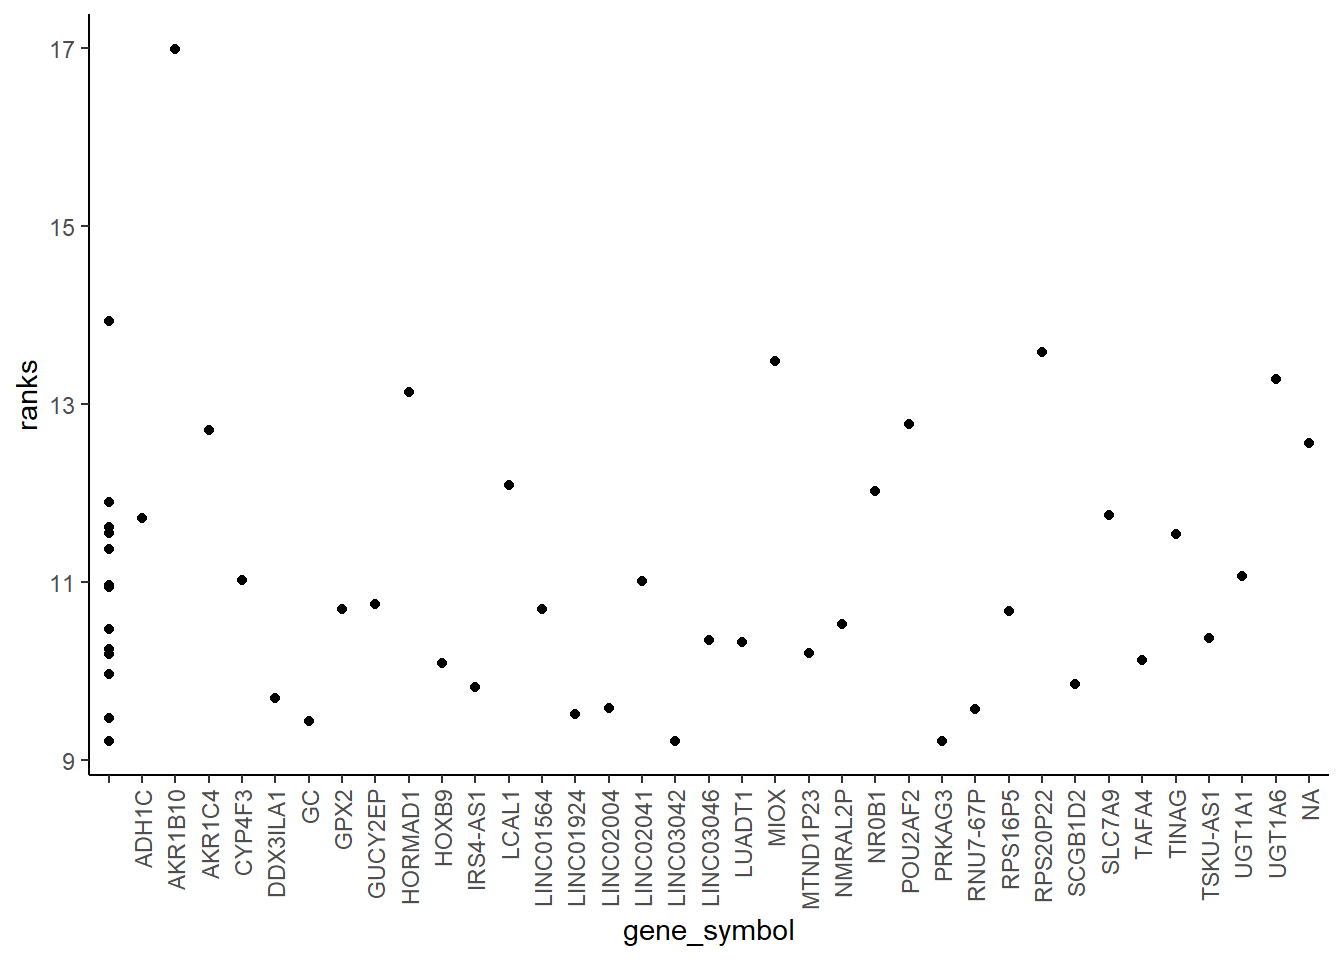 17
15
13
11
9
ranks
ADH1C
AKR1B10
AKR1C4
CYP4F3
DDX3ILA1
GC
GPX2
GUCY2EP
HORMAD1
HOXB9
IRS4-AS1
LCAL1
LINC01564
LINC01924
LINC02004
LINC02041
LINC03042
LINC03046
LUADT1
MIOX
MTND1P23
NMRAL2P
NR0B1
POU2AF2
PRKAG3
RNU7-67P
RPS16P5
RPS20P22
SCGB1D2
SLC7A9
TAFA4
TINAG
TSKU-AS1
UGT1A1
UGT1A6
NA
gene_symbol